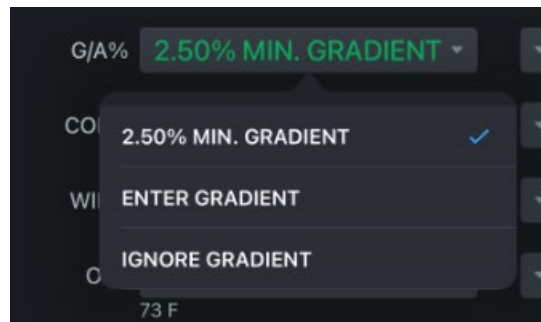 G/A% 2.50% MIN. GRADIENT
2.50% MIN. GRADIENT
ENTER GRADIENT
IGNORE GRADIENT
73 F